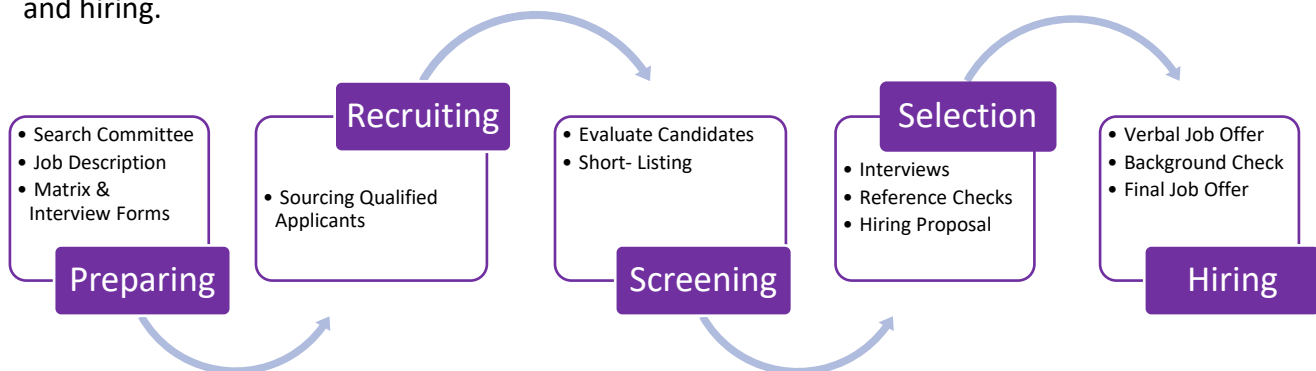 and hiring.
• Search Committee
• Job Description
• Matrix &
Interview Forms
Preparing
Recruiting
• Sourcing Qualified
Applicants
• Evaluate Candidates
• Short- Listing
Screening
Selection
• Interviews
• Reference Checks
• Hiring Proposal
• Verbal Job Offer
• Background Check
• Final Job Offer
Hiring